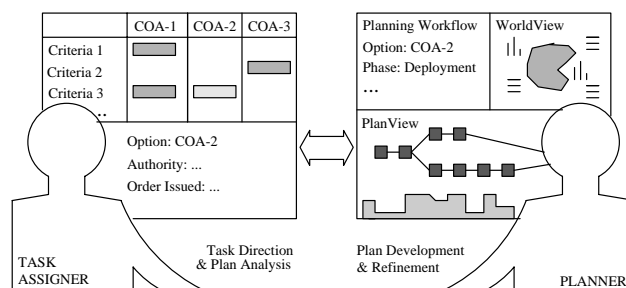 COA-1 COA-2 COA-3
Criteria 1
Criteria 2
Criteria 3
..
Option: COA-2
Authority: ...
Order Issued: ...
Task Direction
& Plan Analysis
TASK
ASSIGNER
Planning Workflow
Option: COA-2
Phase: Deployment
...
WorldView
PlanView
Plan Development
& Refinement
PLANNER